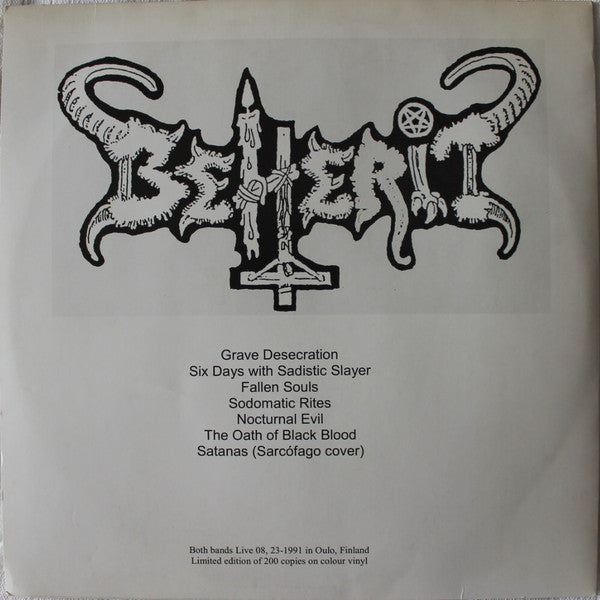 BEHERIT
Grave Desecration
Six Days with Sadistic Slayer
Fallen Souls
Sodomatic Rites
Nocturnal Evil
The Oath of Black Blood
Satanas (Sarcófago cover)
Both bands Live 08, 23-1991 in Oulo, Finland
Limited edition of 200 copies on colour vinyl